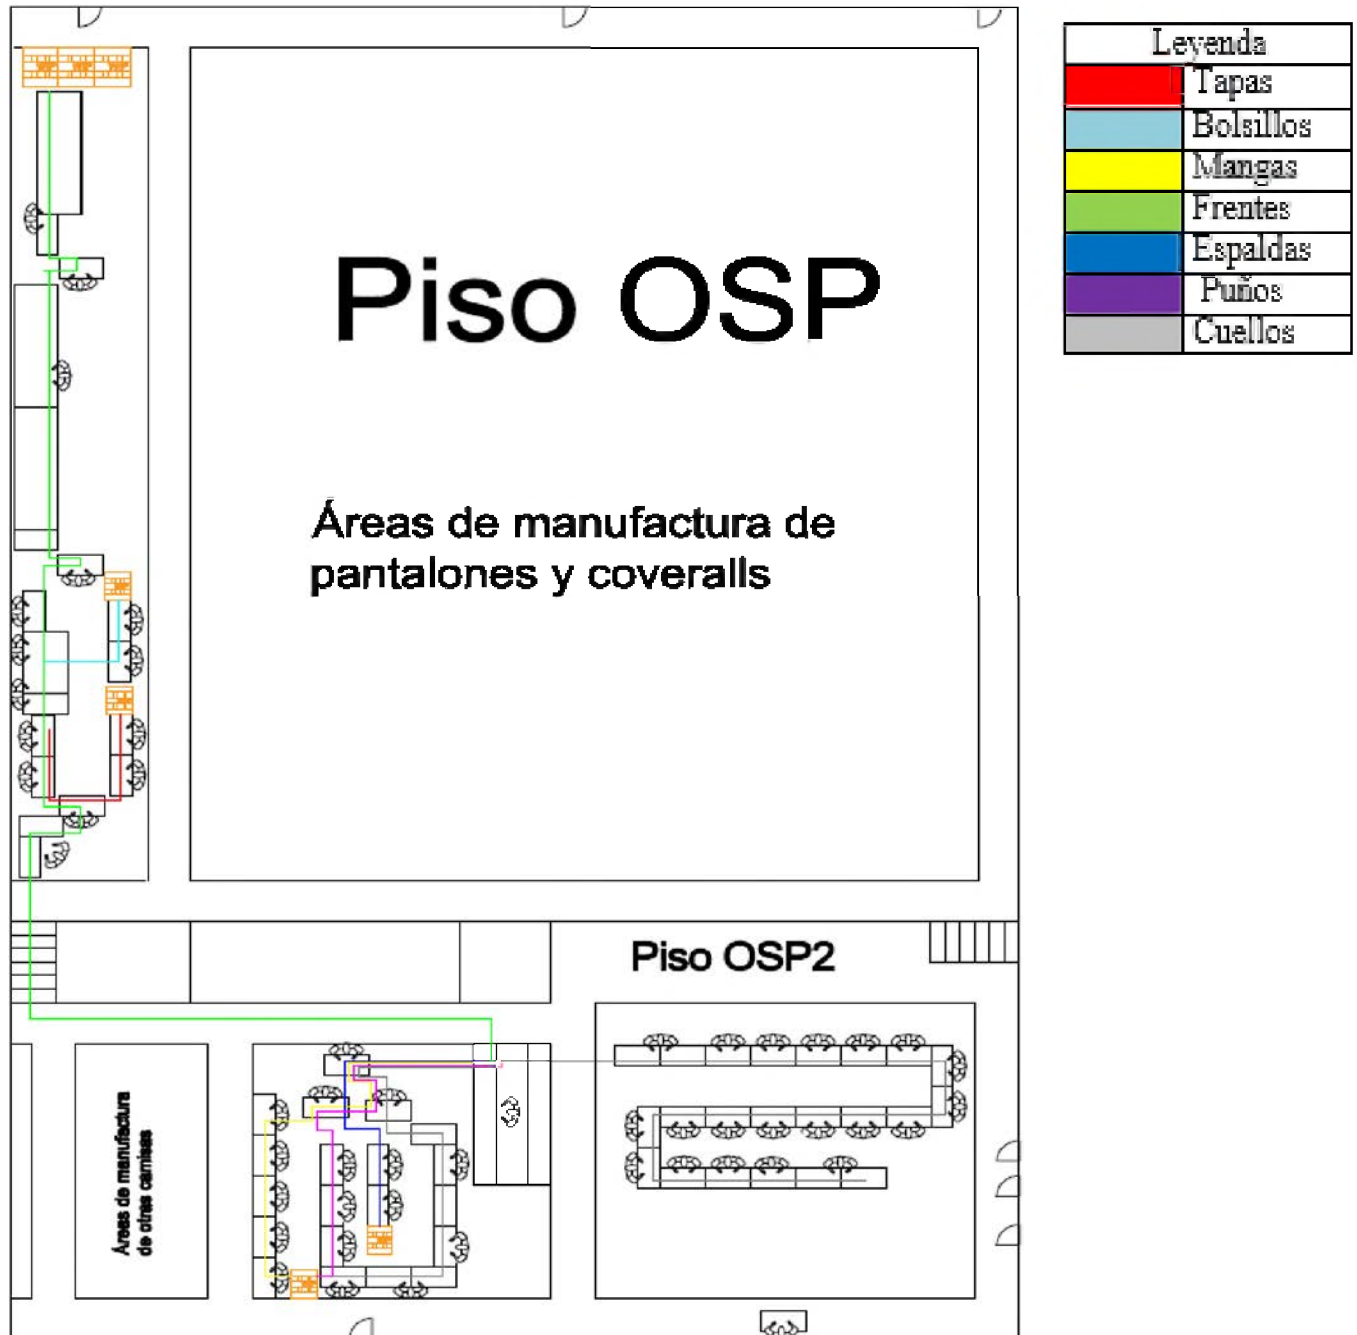 Leyenda
Tapas
Bolsillos
Mangas
Frentes
Espaldas
Puños
Cuellos
Piso OSP
Áreas de manufactura de
pantalones y coveralls
Piso OSP2
Áreas de manufactura
de otras camisas